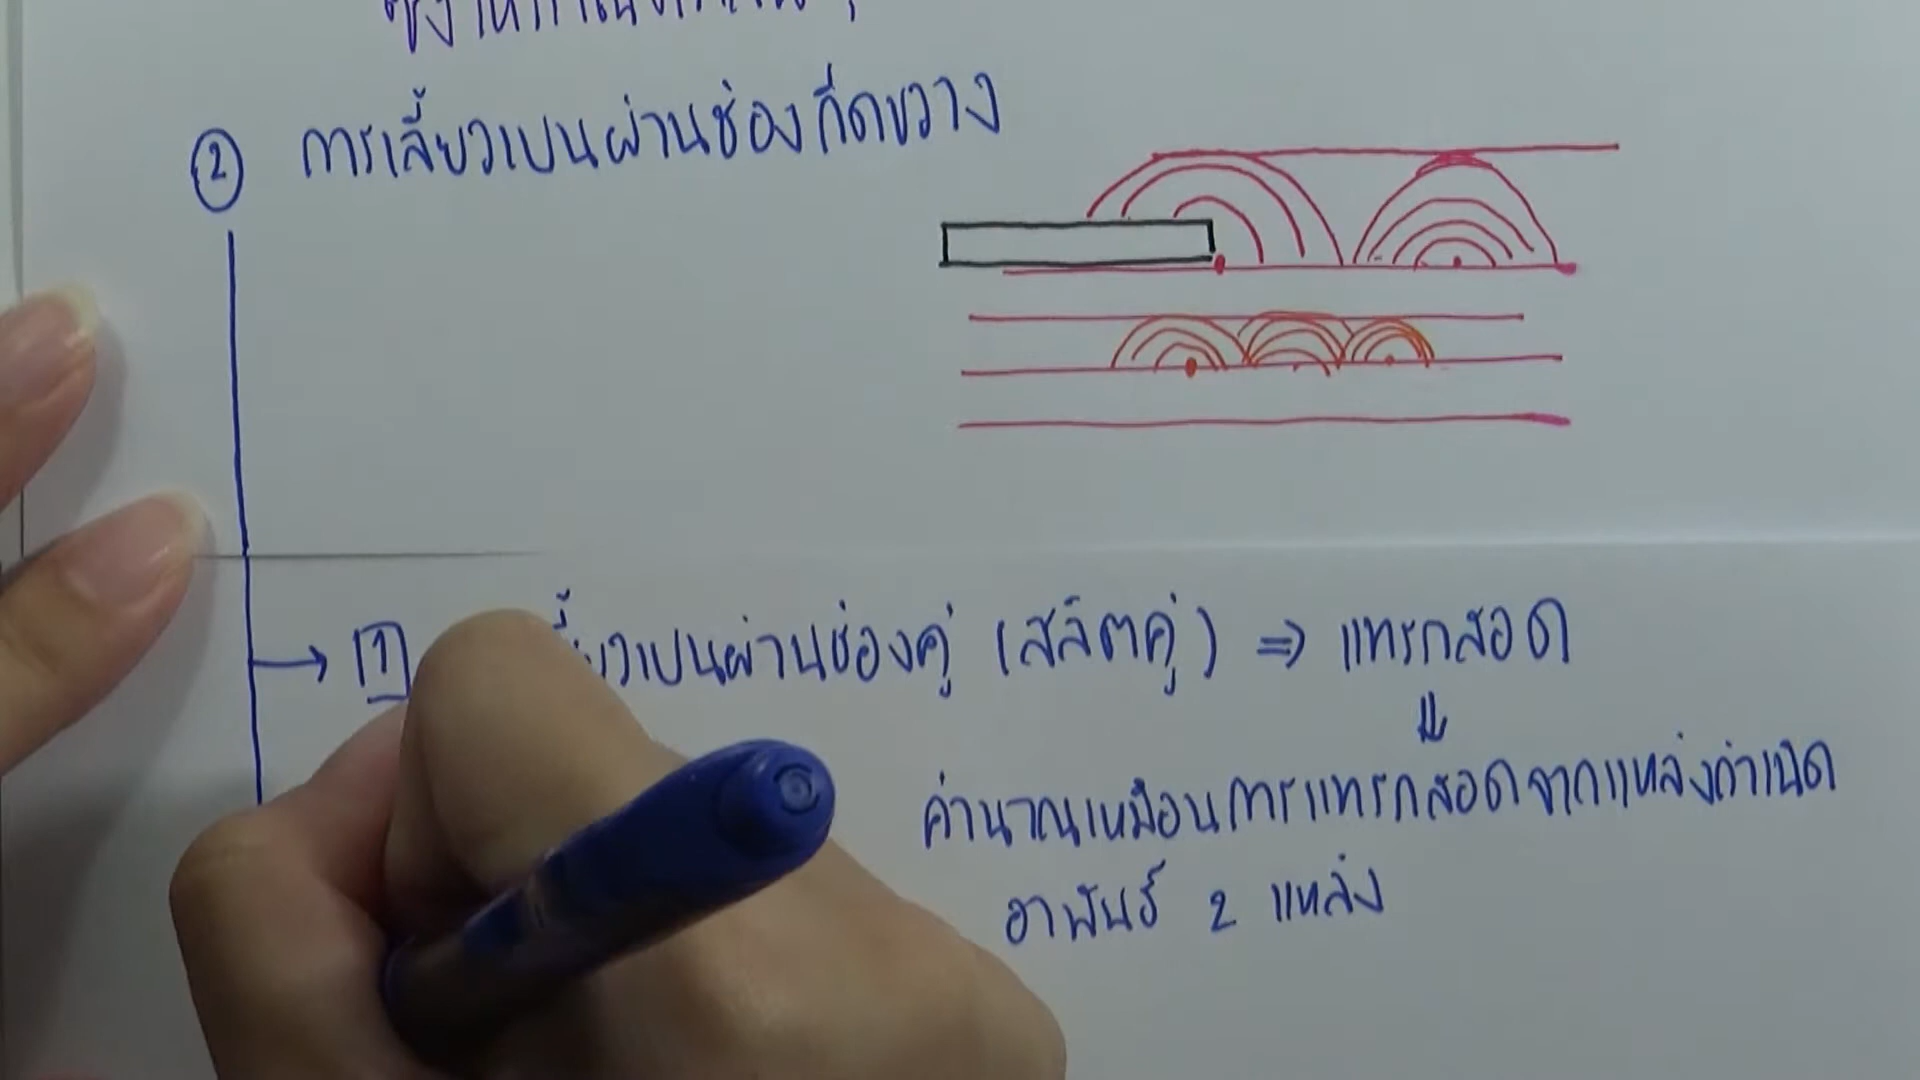 ② การเลี้ยวเบนผ่านช่องกีดขวาง
→ 1 เลี้ยวเบนผ่านช่องคู่ (สลิตคู่) ⇒ แทรกสอด
⇓
คำนวณเหมือนการแทรกสอดจากแหล่งกำเนิด
อาพันธ์ 2 แหล่ง